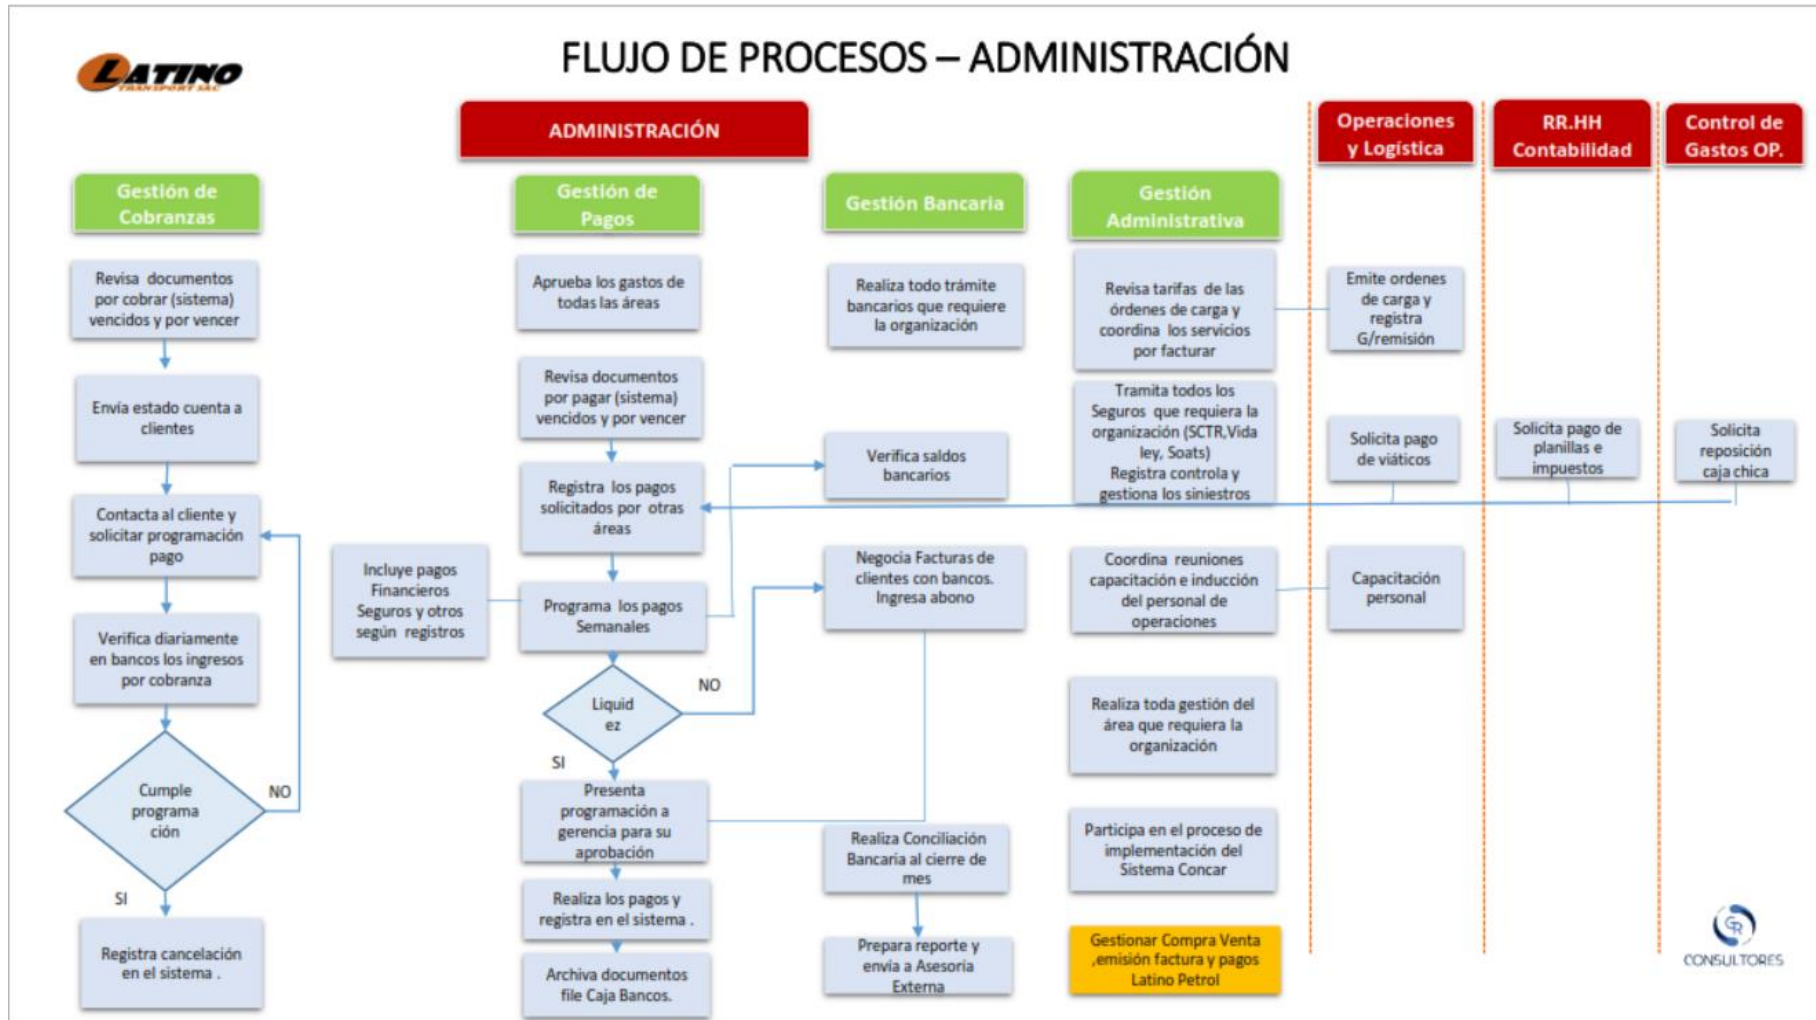 LATINO
TRANSPORT SAC
FLUJO DE PROCESOS – ADMINISTRACIÓN
ADMINISTRACIÓN
Operaciones
y Logística
RR.HH
Contabilidad
Control de
Gastos OP.
Gestión de
Cobranzas
Gestión de
Pagos
Gestión Bancaria
Gestión
Administrativa
Revisa documentos
por cobrar (sistema)
vencidos y por vencer
Envía estado cuenta a
clientes
Contacta al cliente y
solicitar programación
pago
Verifica diariamente
en bancos los ingresos
por cobranza
Cumple
programa
ción
NO
SI
Registra cancelación
en el sistema .
Incluye pagos
Financieros
Seguros y otros
según registros
Aprueba los gastos de
todas las áreas
Revisa documentos
por pagar (sistema)
vencidos y por vencer
Registra los pagos
solicitados por otras
áreas
Programa los pagos
Semanales
Liquid
ez
NO
SI
Presenta
programación a
gerencia para su
aprobación
Realiza los pagos y
registra en el sistema .
Archiva documentos
file Caja Bancos.
Realiza todo trámite
bancarios que requiere
la organización
Verifica saldos
bancarios
Negocia Facturas de
clientes con bancos.
Ingresa abono
Realiza Conciliación
Bancaria al cierre de
mes
Prepara reporte y
envía a Asesoría
Externa
Revisa tarifas de las
órdenes de carga y
coordina los servicios
por facturar
Tramita todos los
Seguros que requiera la
organización (SCTR,Vida
ley, Soats)
Registra controla y
gestiona los siniestros
Coordina reuniones
capacitación e inducción
del personal de
operaciones
Realiza toda gestión del
área que requiera la
organización
Participa en el proceso de
implementación del
Sistema Concar
Gestionar Compra Venta
,emisión factura y pagos
Latino Petrol
Emite ordenes
de carga y
registra
G/remisión
Solicita pago
de viáticos
Capacitación
personal
Solicita pago de
planillas e
impuestos
Solicita
reposición
caja chica
GR
CONSULTORES